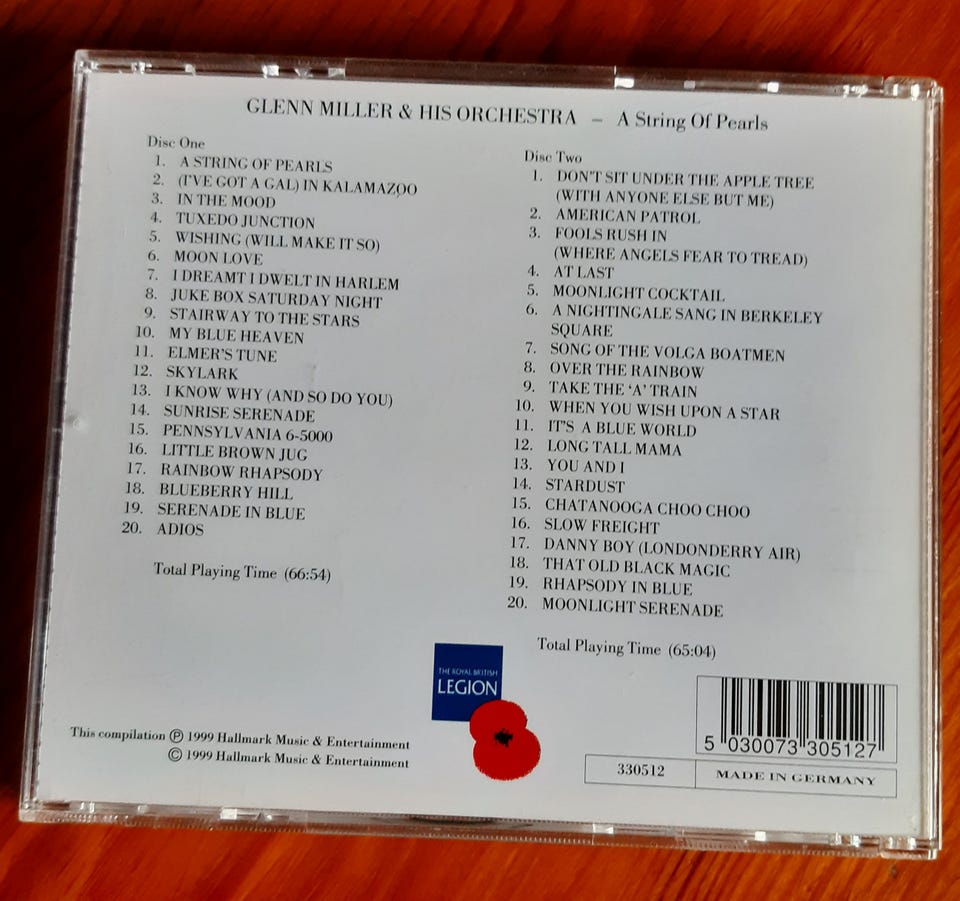 GLENN MILLER & HIS ORCHESTRA – A String Of Pearls
Disc One
1. A STRING OF PEARLS
2. (I'VE GOT A GAL) IN KALAMAZOO
3. IN THE MOOD
4. TUXEDO JUNCTION
5. WISHING (WILL MAKE IT SO)
6. MOON LOVE
7. I DREAMT I DWELT IN HARLEM
8. JUKE BOX SATURDAY NIGHT
9. STAIRWAY TO THE STARS
10. MY BLUE HEAVEN
11. ELMER'S TUNE
12. SKYLARK
13. I KNOW WHY (AND SO DO YOU)
14. SUNRISE SERENADE
15. PENNSYLVANIA 6-5000
16. LITTLE BROWN JUG
17. RAINBOW RHAPSODY
18. BLUEBERRY HILL
19. SERENADE IN BLUE
20. ADIOS
Total Playing Time (66:54)
Disc Two
1. DON'T SIT UNDER THE APPLE TREE
(WITH ANYONE ELSE BUT ME)
2. AMERICAN PATROL
3. FOOLS RUSH IN
(WHERE ANGELS FEAR TO TREAD)
4. AT LAST
5. MOONLIGHT COCKTAIL
6. A NIGHTINGALE SANG IN BERKELEY
SQUARE
7. SONG OF THE VOLGA BOATMEN
8. OVER THE RAINBOW
9. TAKE THE 'A' TRAIN
10. WHEN YOU WISH UPON A STAR
11. IT'S A BLUE WORLD
12. LONG TALL MAMA
13. YOU AND I
14. STARDUST
15. CHATANOOGA CHOO CHOO
16. SLOW FREIGHT
17. DANNY BOY (LONDONDERRY AIR)
18. THAT OLD BLACK MAGIC
19. RHAPSODY IN BLUE
20. MOONLIGHT SERENADE
Total Playing Time (65:04)
THE ROYAL BRITISH
LEGION
This compilation ℗ 1999 Hallmark Music & Entertainment
© 1999 Hallmark Music & Entertainment
5 030073 305127
330512
MADE IN GERMANY